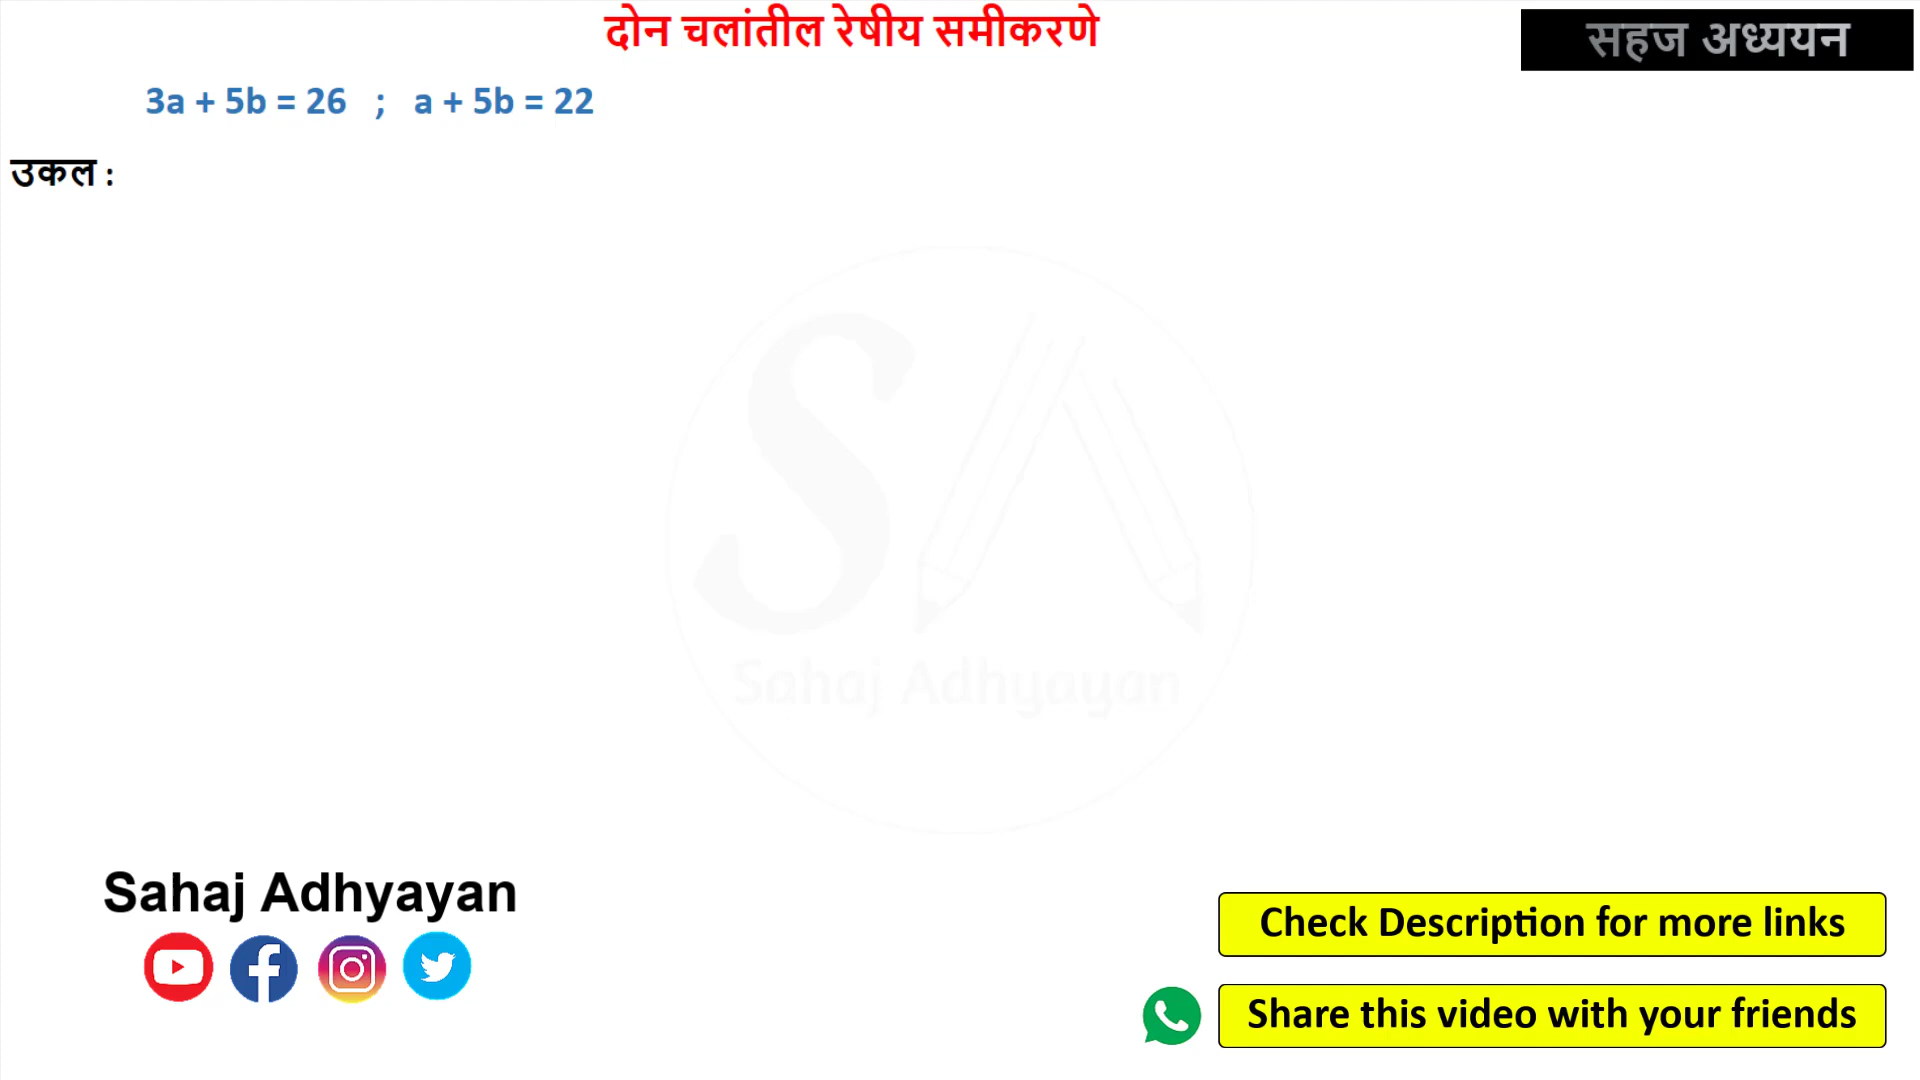 दोन चलांतील रेषीय समीकरणे
सहज अध्ययन
3a + 5b = 26 ; a + 5b = 22
उकल :
Sahaj Adhyayan
Sahaj Adhyayan
Check Description for more links
Share this video with your friends